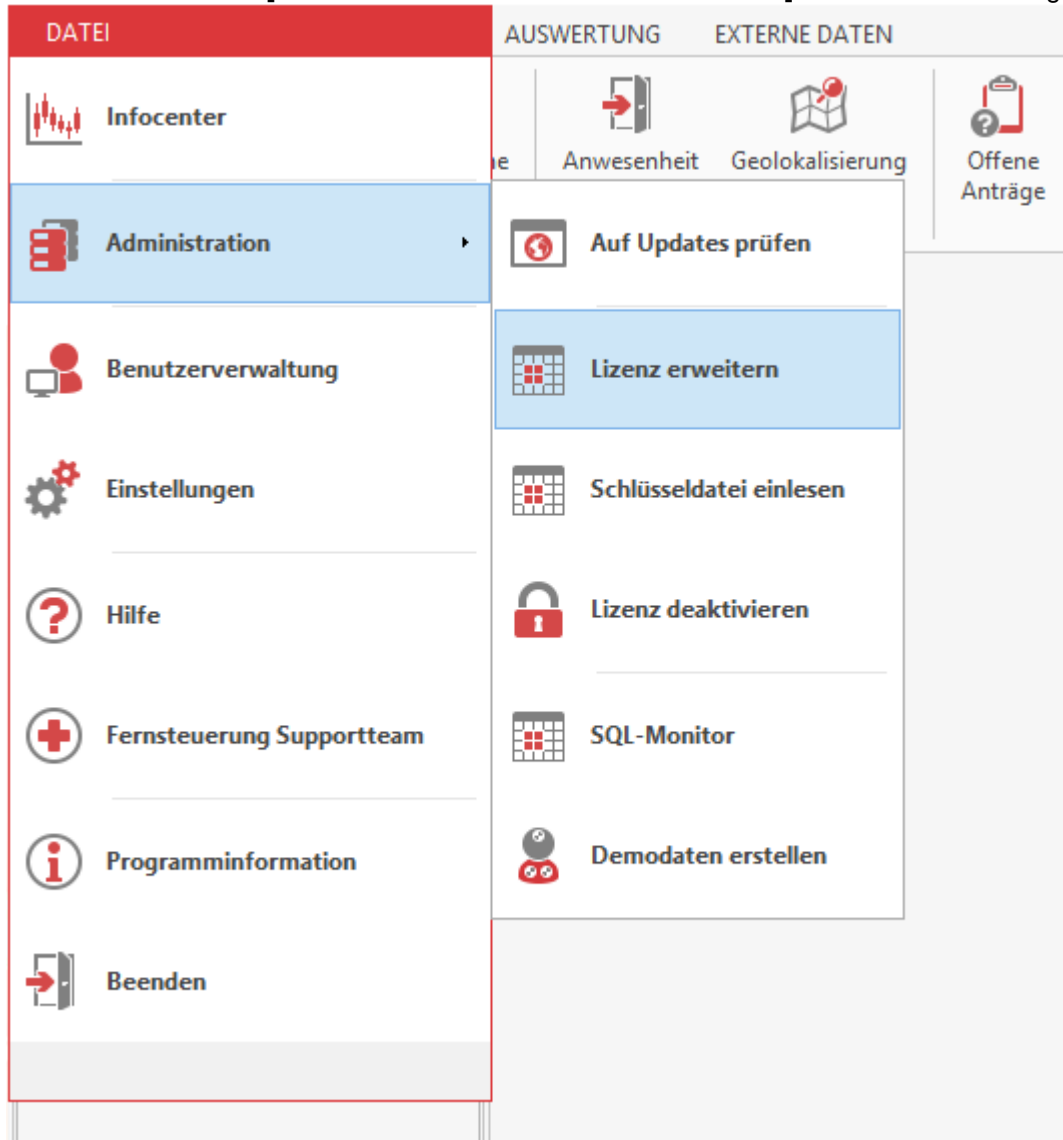 DATEI
AUSWERTUNG EXTERNE DATEN
Infocenter
Anwesenheit Geolokalisierung Offene
Anträge
Administration
Auf Updates prüfen
Benutzerverwaltung
Lizenz erweitern
Einstellungen
Schlüsseldatei einlesen
Hilfe
Lizenz deaktivieren
Fernsteuerung Supportteam
SQL-Monitor
Programminformation
Demodaten erstellen
Beenden